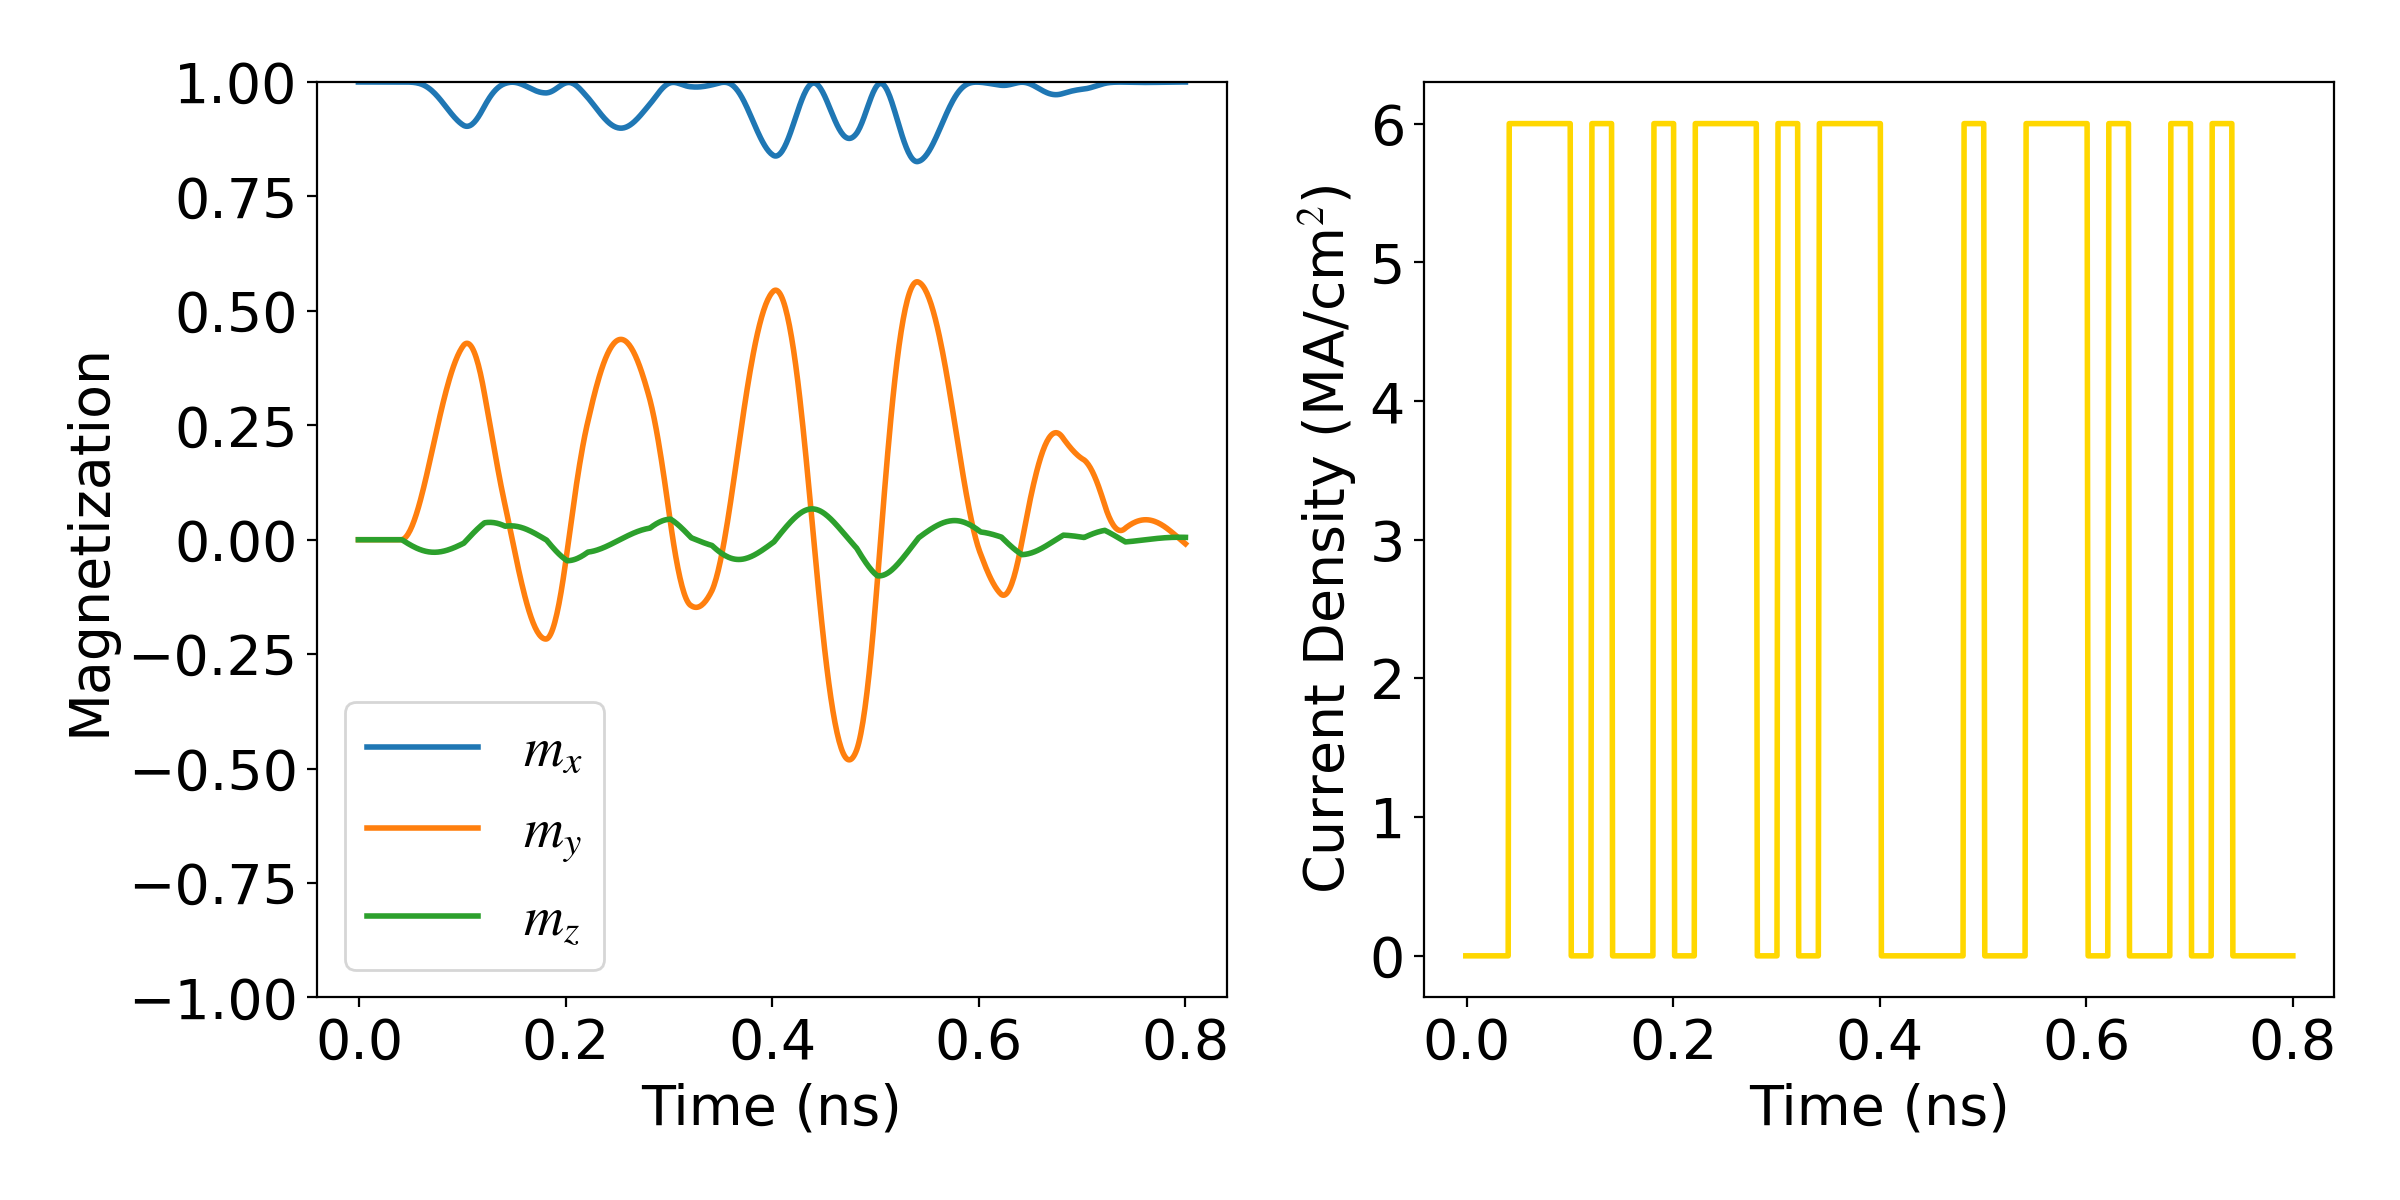 1.00
0.75
0.50
0.25
0.00
−0.25
−0.50
−0.75
−1.00
Magnetization
m_x
m_y
m_z
0.0 0.2 0.4 0.6 0.8
Time (ns)
6
5
4
3
2
1
0
Current Density (MA/cm²)
0.0 0.2 0.4 0.6 0.8
Time (ns)